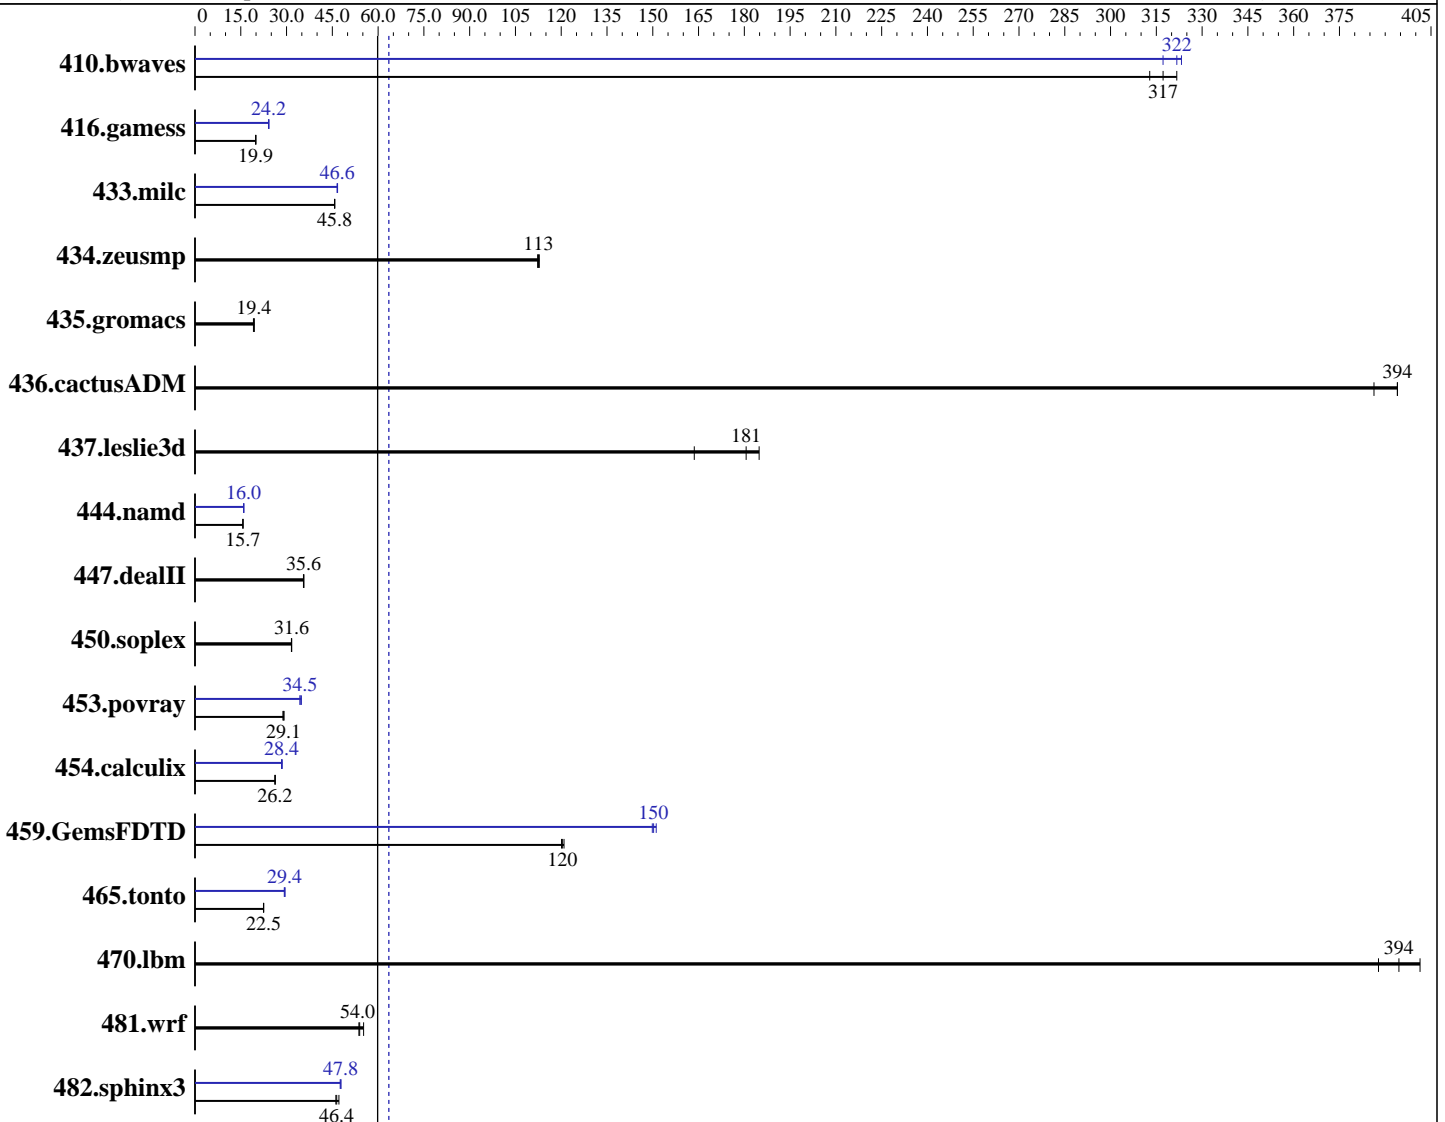 0 15.0 30.0 45.0 60.0 75.0 90.0 105 120 135 150 165 180 195 210 225 240 255 270 285 300 315 330 345 360 375 405
322
410.bwaves
317
24.2
416.gamess
19.9
46.6
433.milc
45.8
113
434.zeusmp
19.4
435.gromacs
394
436.cactusADM
181
437.leslie3d
16.0
444.namd
15.7
35.6
447.dealII
31.6
450.soplex
34.5
453.povray
29.1
28.4
454.calculix
26.2
150
459.GemsFDTD
120
29.4
465.tonto
22.5
394
470.lbm
54.0
481.wrf
47.8
482.sphinx3
46.4